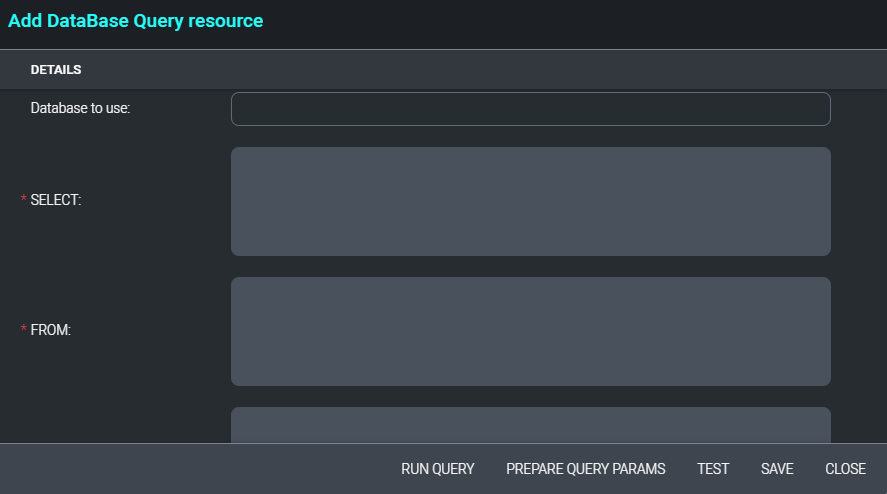 Add DataBase Query resource
DETAILS
Database to use:
* SELECT:
* FROM:
RUN QUERY PREPARE QUERY PARAMS TEST SAVE CLOSE